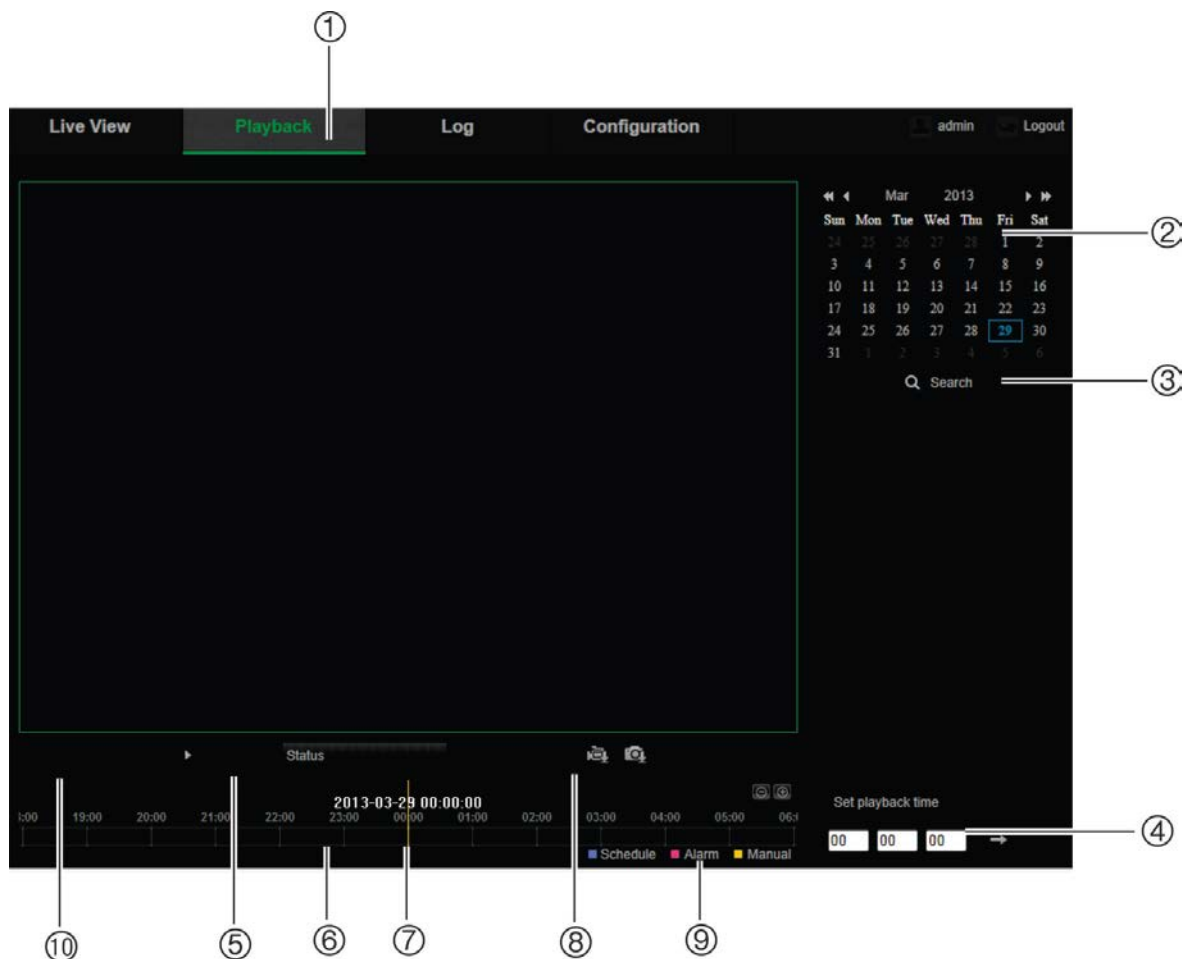 ①
Live View Playback Log Configuration admin Logout
Mar 2013
Sun Mon Tue Wed Thu Fri Sat
24 25 26 27 28 1 2
②
3 4 5 6 7 8 9
10 11 12 13 14 15 16
17 18 19 20 21 22 23
24 25 26 27 28 29 30
31 1 2 3 4 5 6
Search
③
Status
2013-03-29 00:00:00
Set playback time
19:00 20:00 21:00 22:00 23:00 00:00 01:00 02:00 03:00 04:00 05:00
00 00 00
④
Schedule Alarm Manual
⑩ ⑤ ⑥ ⑦ ⑧ ⑨